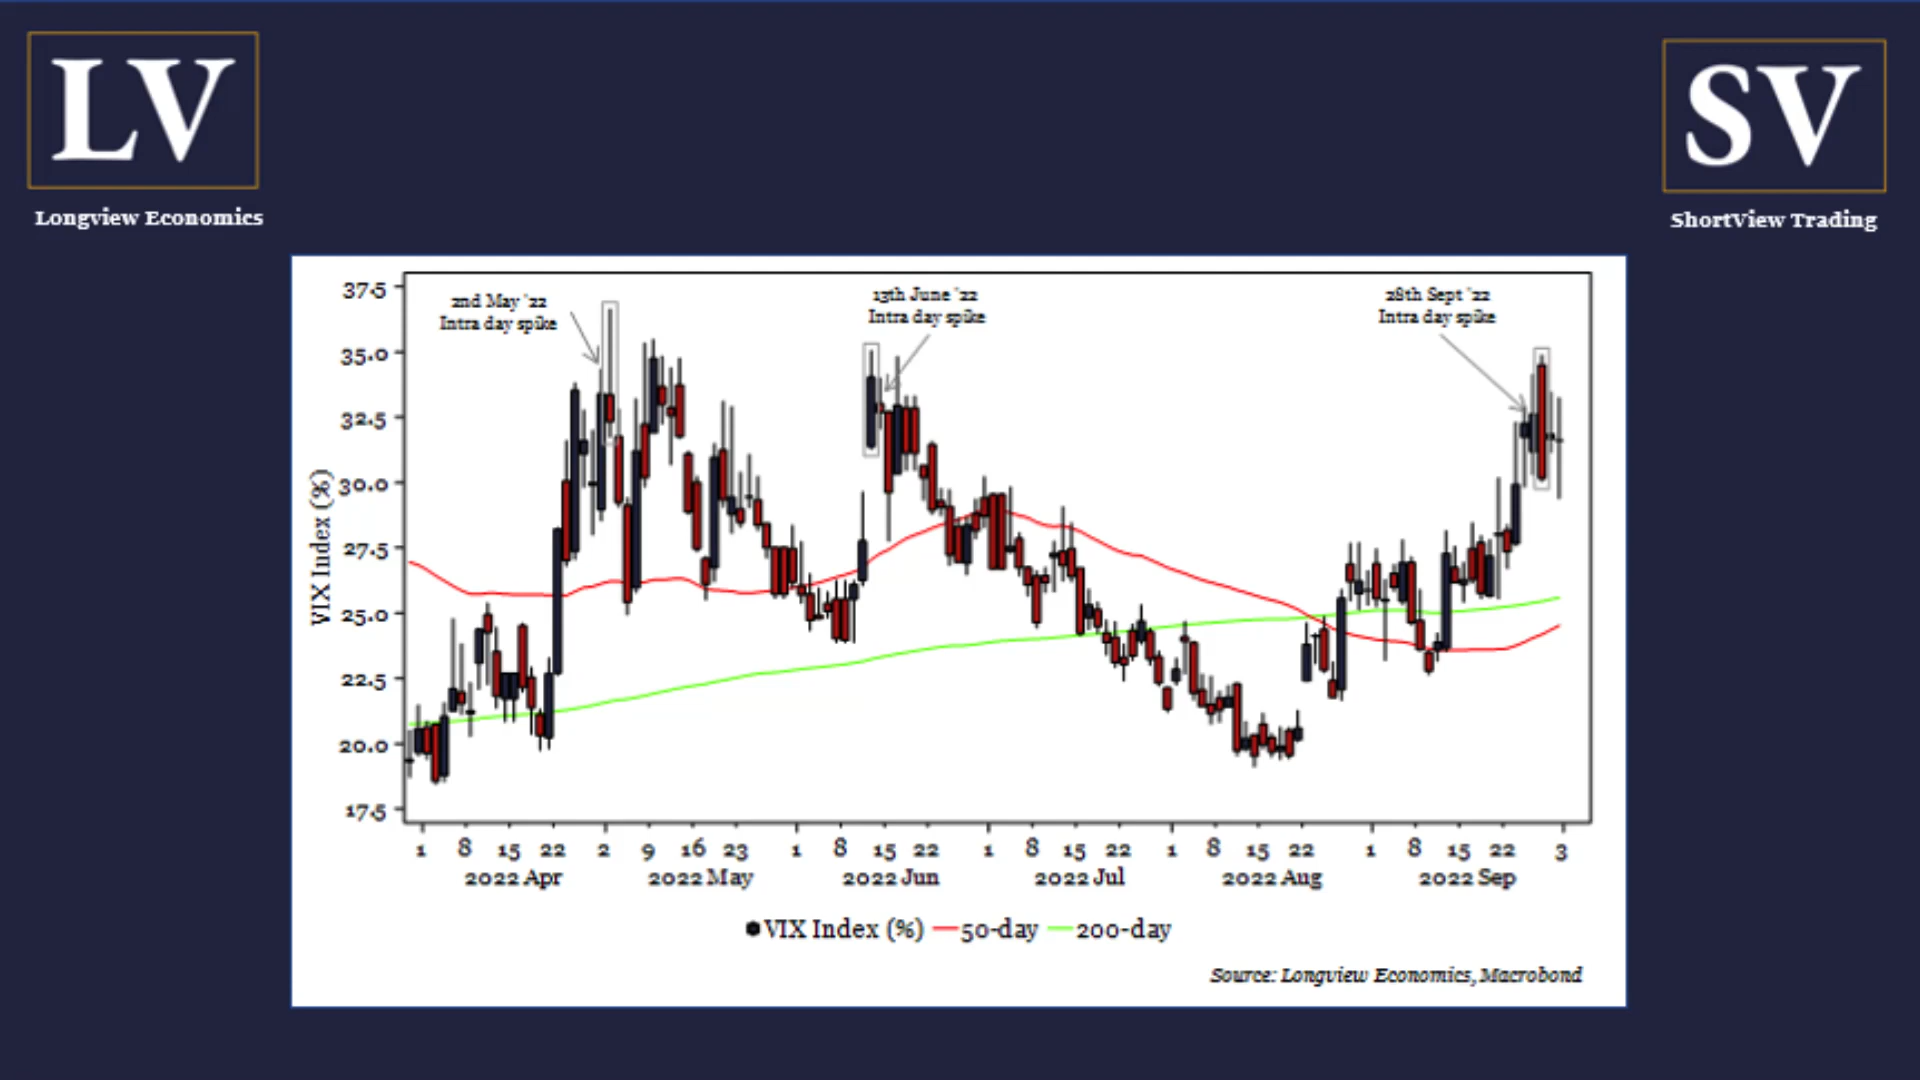 LV
Longview Economics
SV
ShortView Trading
2nd May '22
Intra day spike
13th June '22
Intra day spike
28th Sept '22
Intra day spike
VIX Index (%)
37.5
35.0
32.5
30.0
27.5
25.0
22.5
20.0
17.5
1 8 15 22 2 9 16 23 1 8 15 22 1 8 15 22 1 8 15 22 1 8 15 22 3
2022 Apr 2022 May 2022 Jun 2022 Jul 2022 Aug 2022 Sep
VIX Index (%) 50-day 200-day
Source: Longview Economics, Macrobond